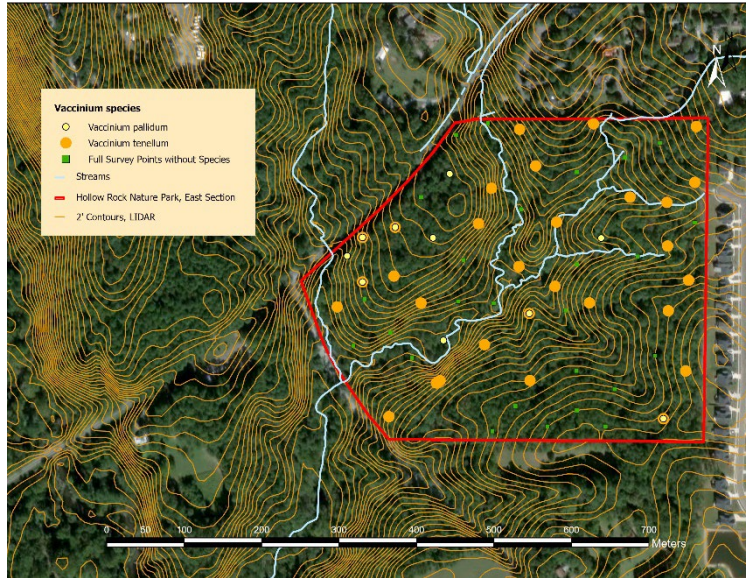 N
Vaccinium species
Vaccinium pallidum
Vaccinium tenellum
Full Survey Points without Species
Streams
Hollow Rock Nature Park, East Section
2' Contours, LIDAR
0 100 200 300 400 500 600 700
Meters